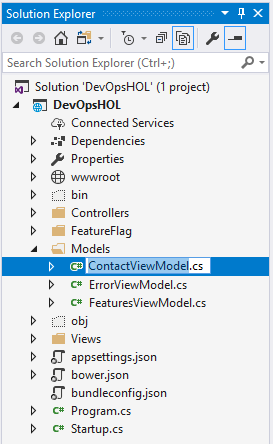 Solution Explorer
Search Solution Explorer (Ctrl+;)
Solution 'DevOpsHOL' (1 project)
DevOpsHOL
Connected Services
Dependencies
Properties
wwwroot
bin
Controllers
FeatureFlag
Models
ContactViewModel.cs
ErrorViewModel.cs
FeaturesViewModel.cs
obj
Views
appsettings.json
bower.json
bundleconfig.json
C# Program.cs
C# Startup.cs